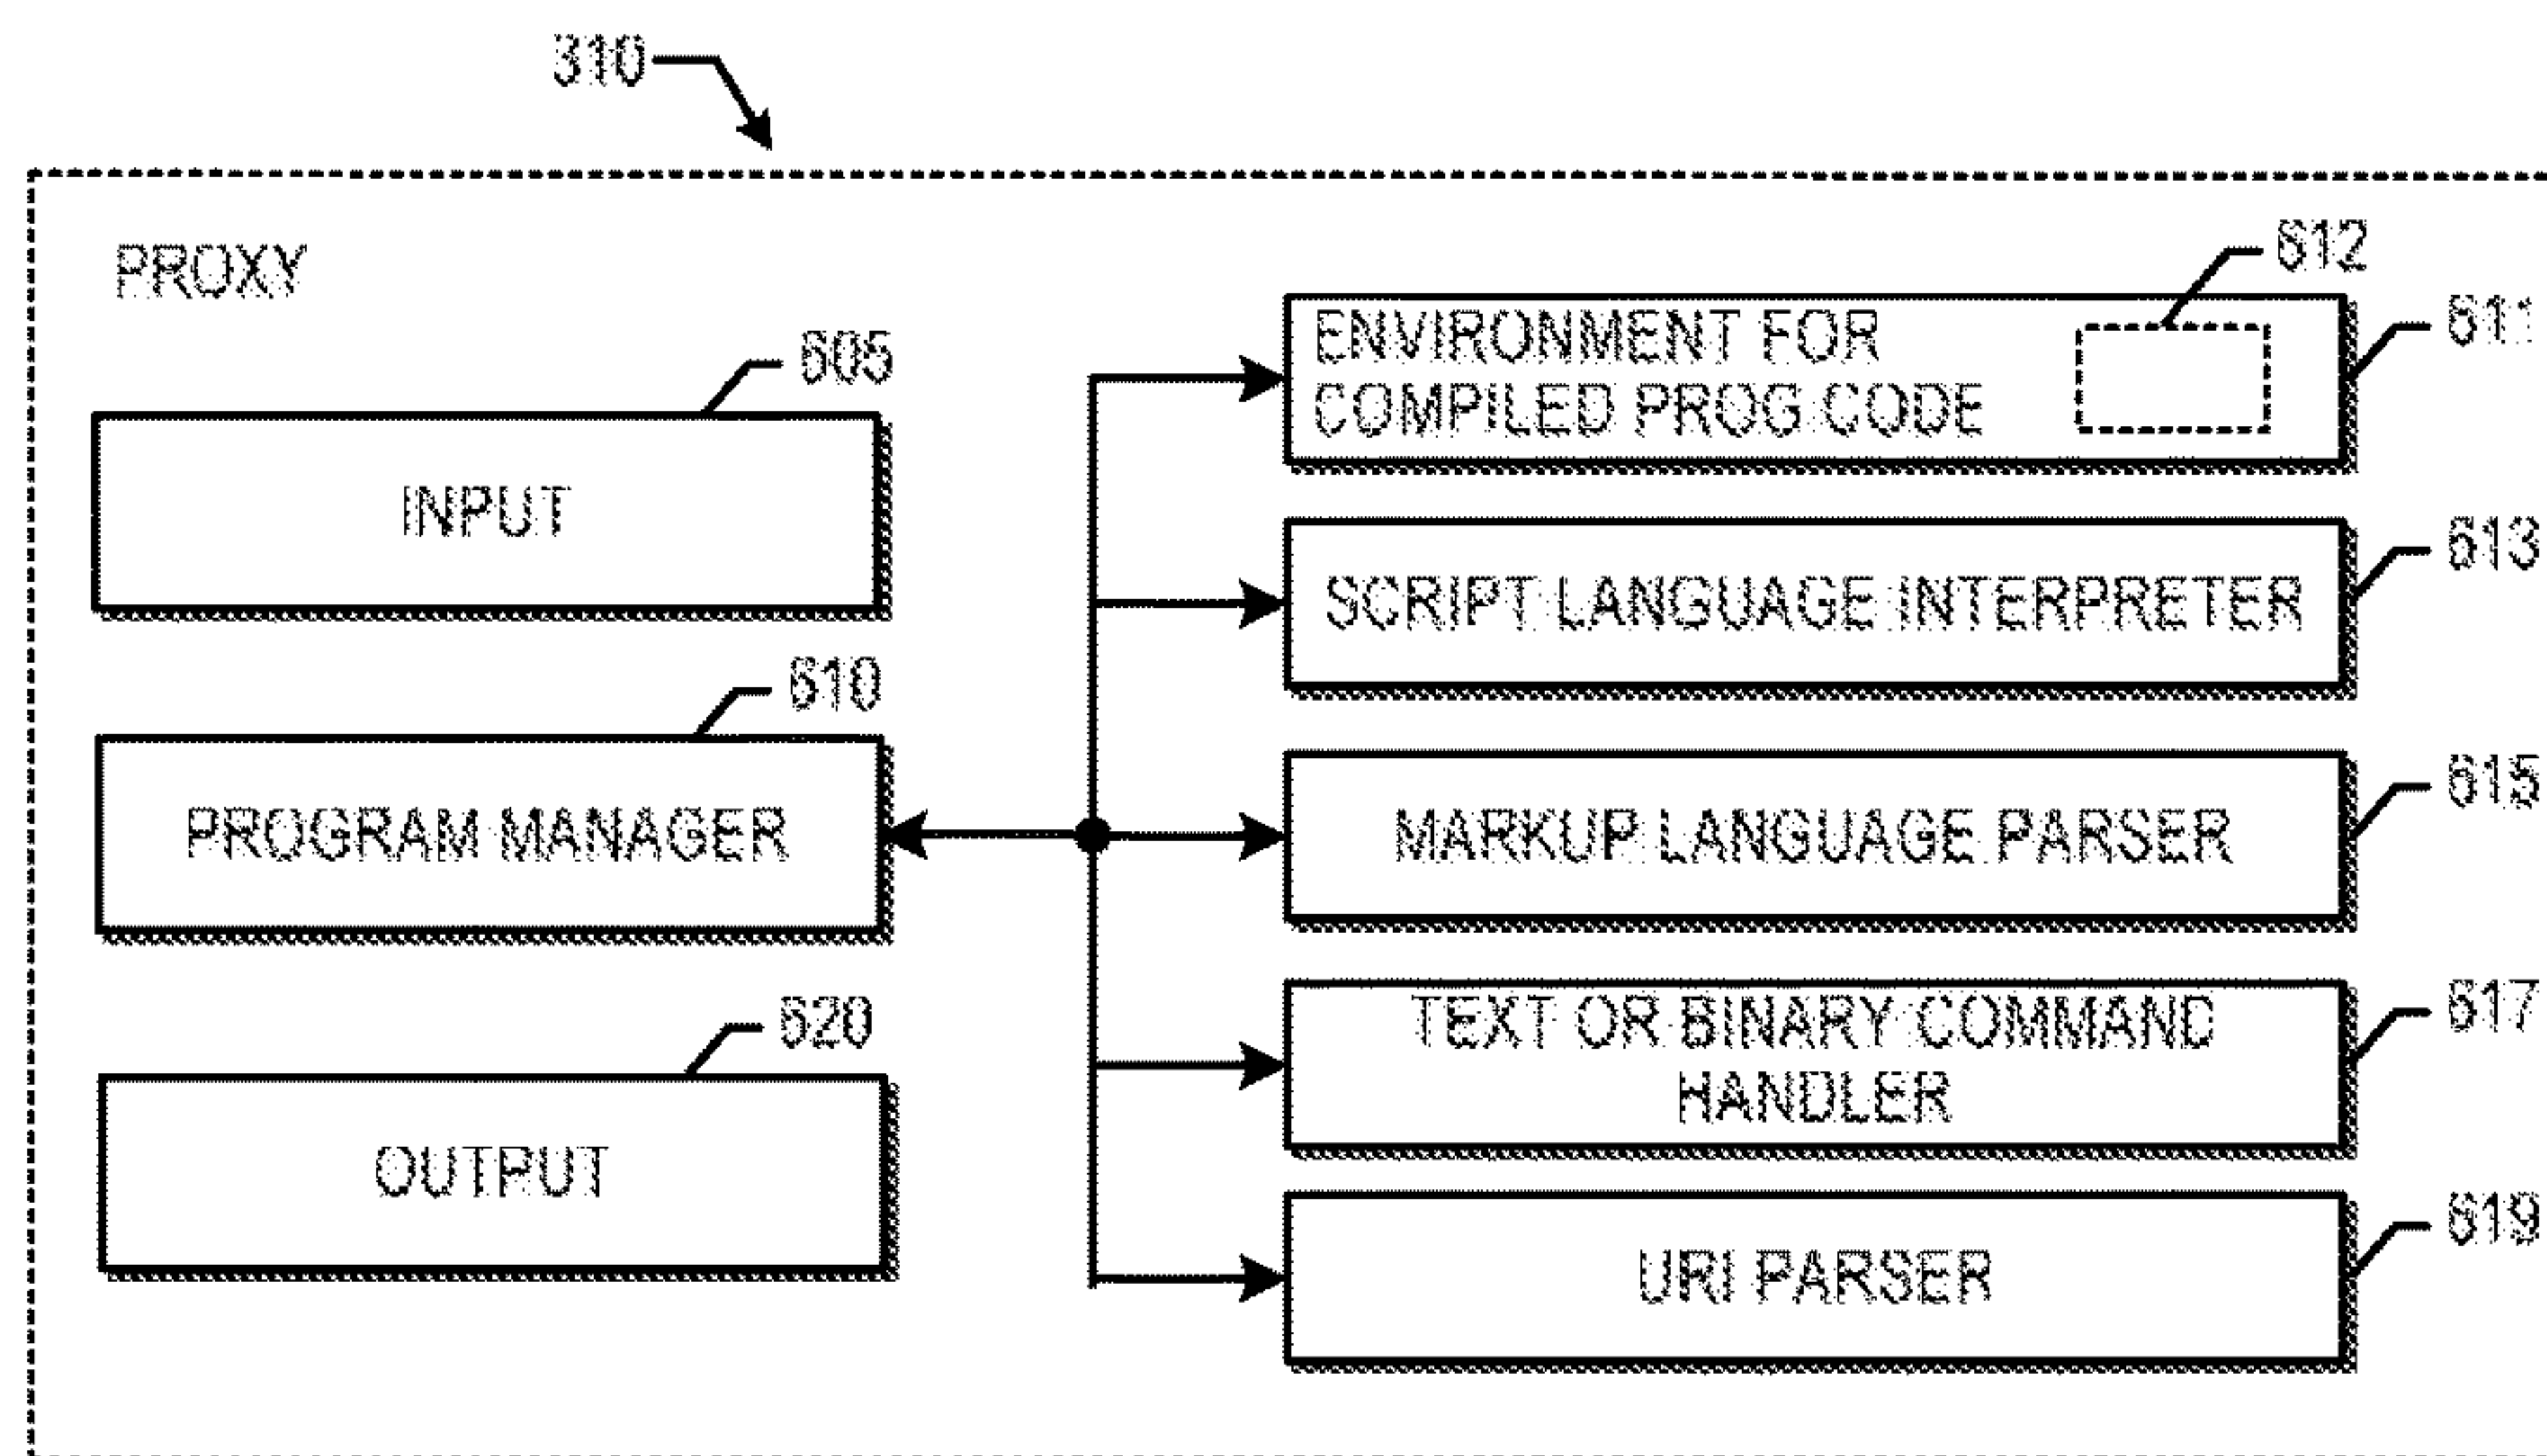 310
PROXY
612
ENVIRONMENT FOR
COMPILED PROG CODE
611
605
INPUT
613
SCRIPT LANGUAGE INTERPRETER
610
PROGRAM MANAGER
615
MARKUP LANGUAGE PARSER
617
TEXT OR BINARY COMMAND
HANDLER
620
OUTPUT
619
URI PARSER